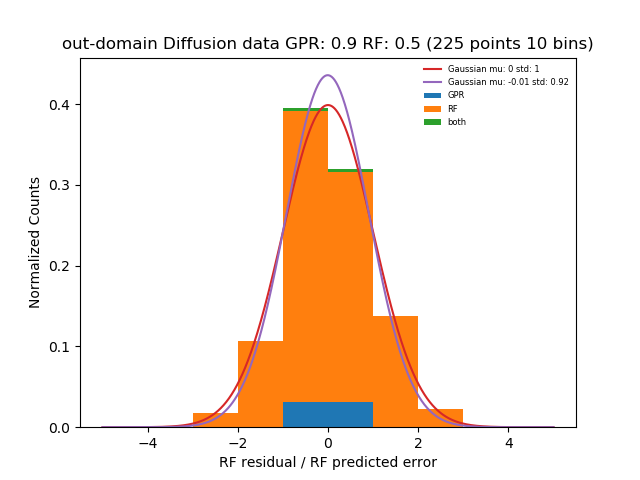 out-domain Diffusion data GPR: 0.9 RF: 0.5 (225 points 10 bins)
Gaussian mu: 0 std: 1
Gaussian mu: -0.01 std: 0.92
GPR
RF
both
Normalized Counts
0.4
0.3
0.2
0.1
0.0
−4 −2 0 2 4
RF residual / RF predicted error